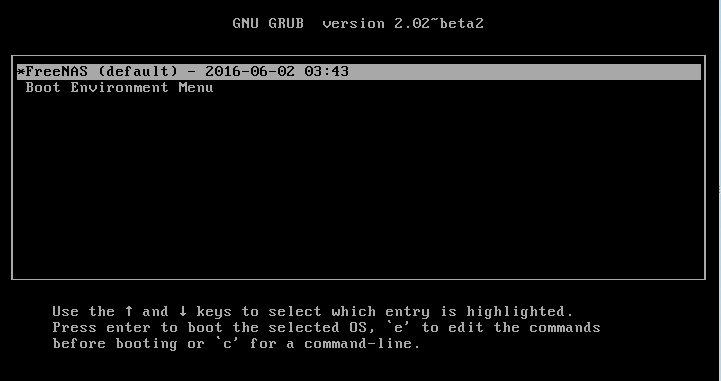 GNU GRUB  version 2.02~beta2
*FreeNAS (default) - 2016-06-02 03:43
Boot Environment Menu
Use the ↑ and ↓ keys to select which entry is highlighted.
Press enter to boot the selected OS, `e' to edit the commands
before booting or `c' for a command-line.